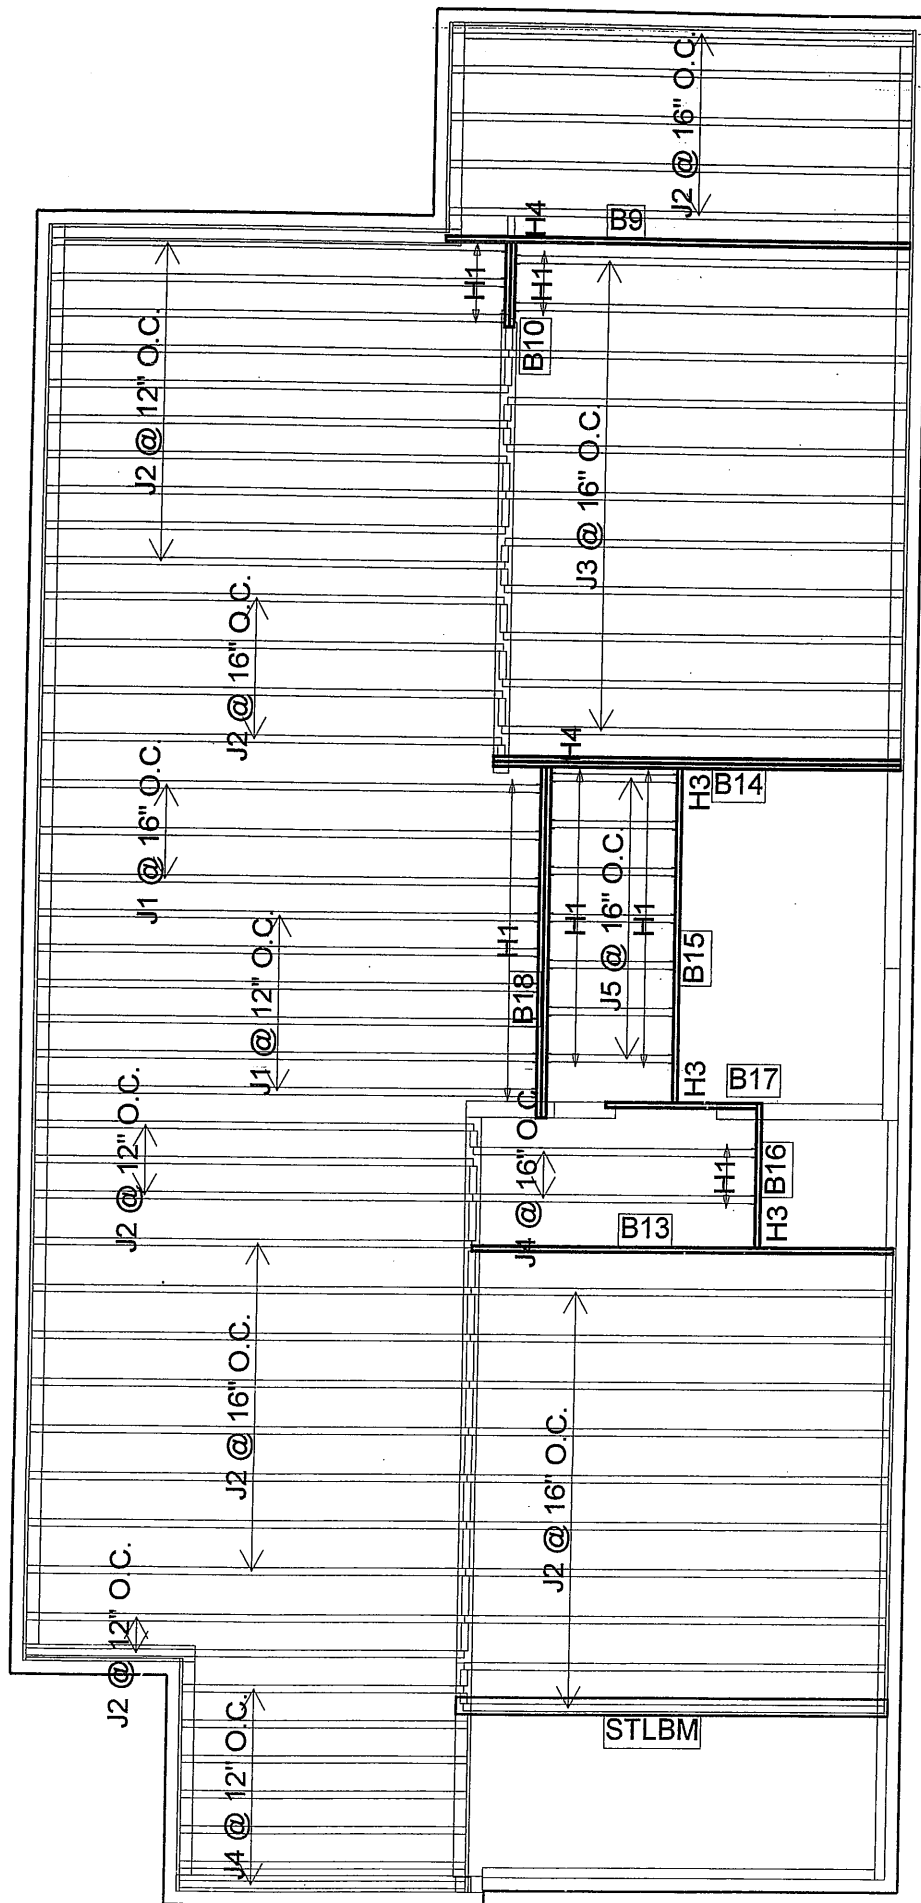 J2 @ 16" O.C.
B9
H4
H1
H1
B10
J2 @ 12" O.C.
J3 @ 16" O.C.
J2 @ 16" O.C.
H4
H3
B14
J1 @ 16" O.C.
H1
H1
H1
J5 @ 16" O.C.
B18
B15
J1 @ 12" O.C.
H3
B17
J2 @ 12" O.C.
J4 @ 16" O.C.
H1
B16
H3
B13
J2 @ 16" O.C.
J2 @ 16" O.C.
J2 @ 12" O.C.
STLBM
J4 @ 12" O.C.